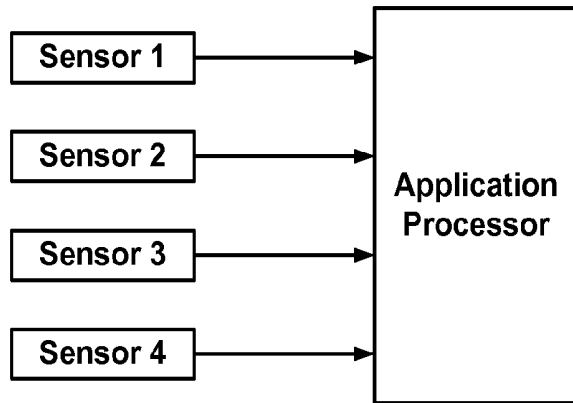 Sensor 1
Sensor 2
Sensor 3
Sensor 4
Application
Processor